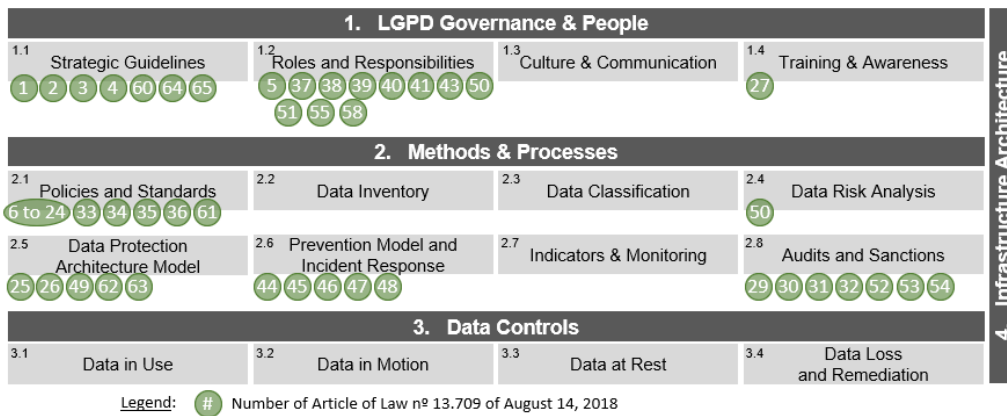 1. LGPD Governance & People
1.1 Strategic Guidelines
1 2 3 4 60 64 65
1.2 Roles and Responsibilities
5 37 38 39 40 41 43 50
51 55 58
1.3 Culture & Communication
1.4 Training & Awareness
27
2. Methods & Processes
2.1 Policies and Standards
6 to 24 33 34 35 36 61
2.2 Data Inventory
2.3 Data Classification
2.4 Data Risk Analysis
50
2.5 Data Protection
Architecture Model
25 26 49 62 63
2.6 Prevention Model and
Incident Response
44 45 46 47 48
2.7 Indicators & Monitoring
2.8 Audits and Sanctions
29 30 31 32 52 53 54
3. Data Controls
3.1 Data in Use
3.2 Data in Motion
3.3 Data at Rest
3.4 Data Loss
and Remediation
4. Infrastructure Architecture
Legend: # Number of Article of Law nº 13.709 of August 14, 2018